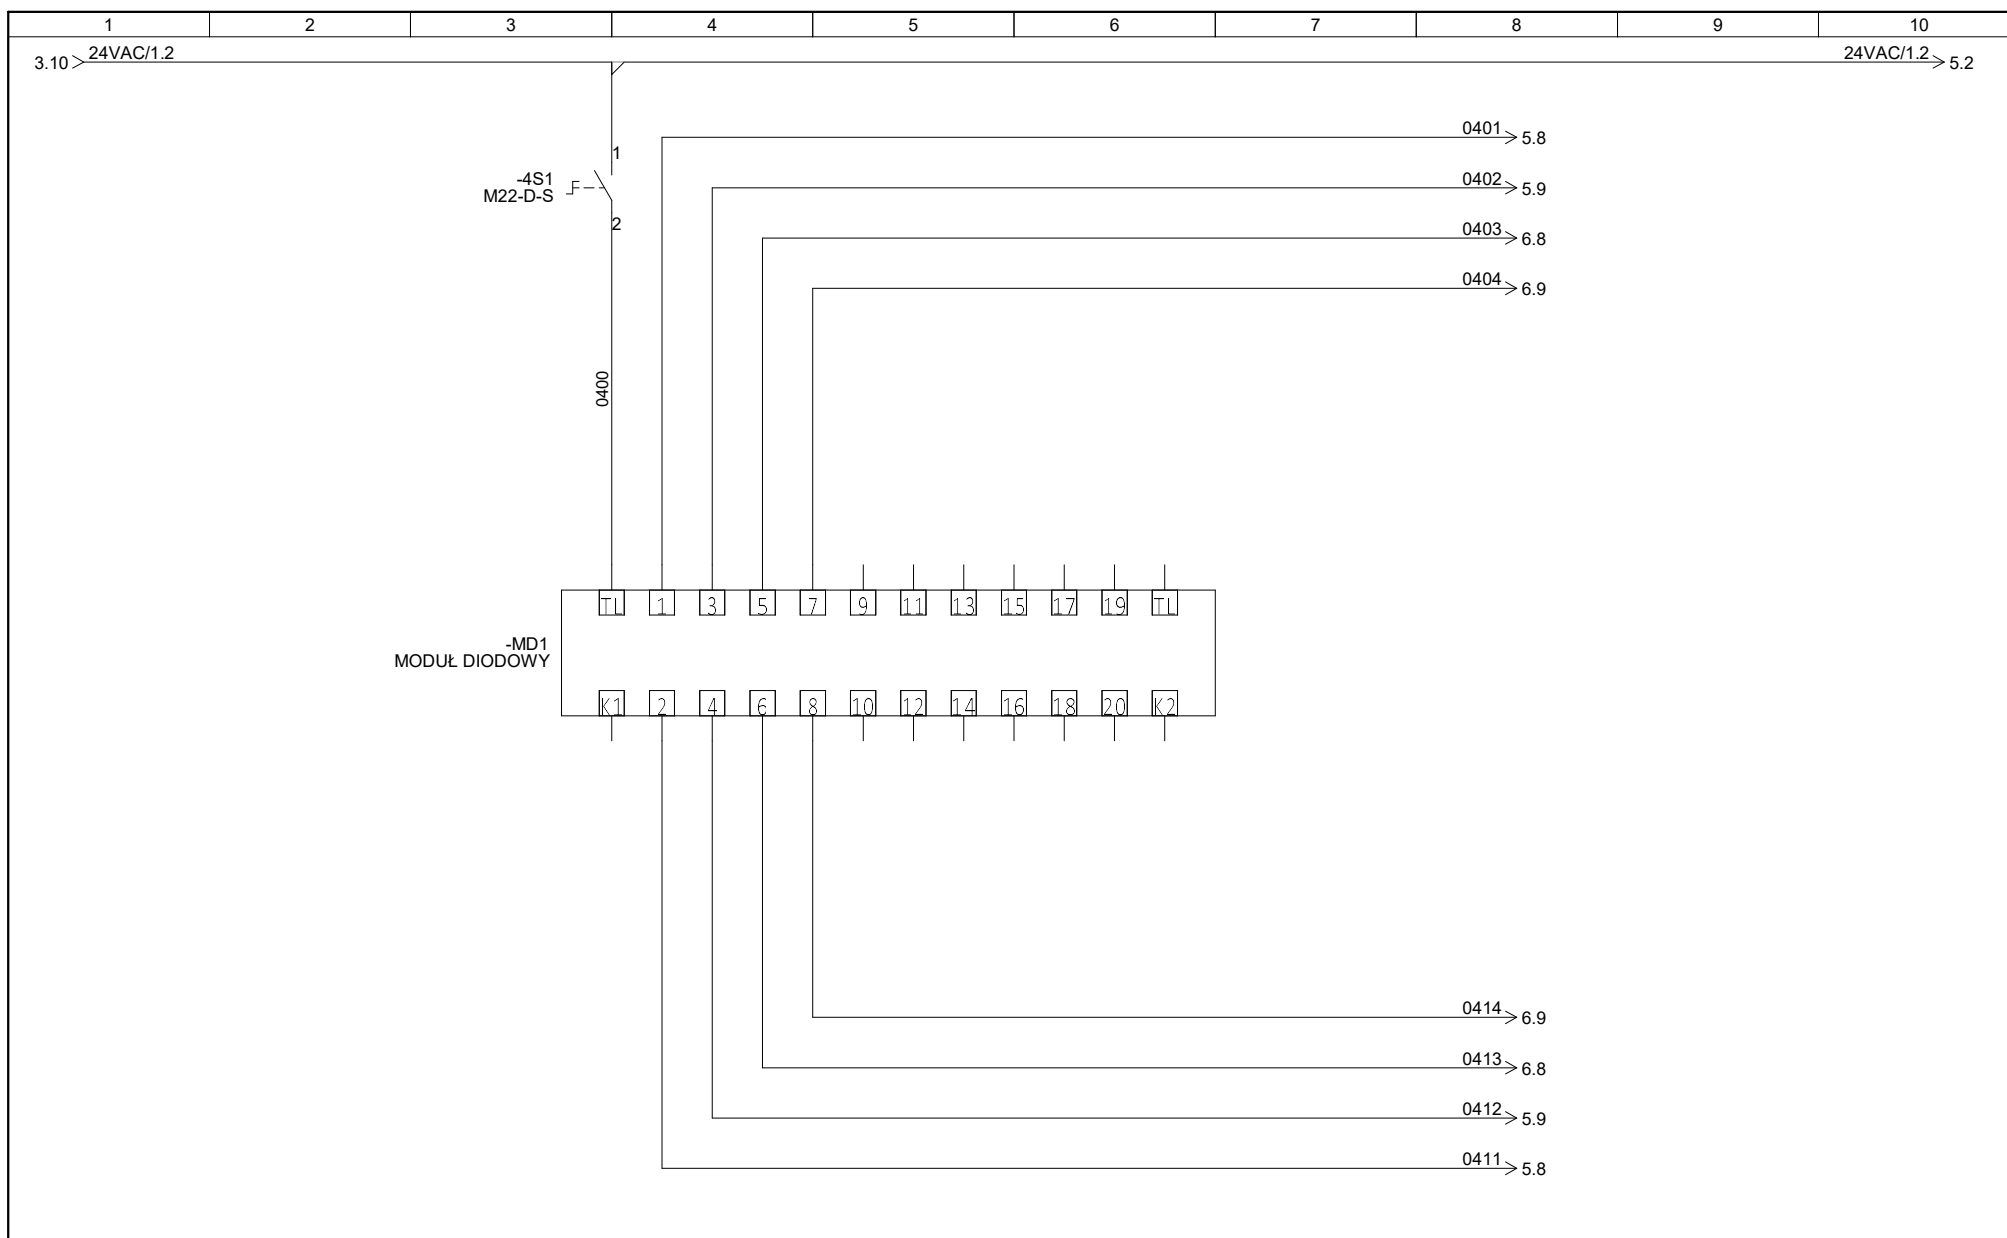 1 2 3 4 5 6 7 8 9 10
3.10 24VAC/1.2 24VAC/1.2 5.2
0401 5.8
1
-4S1
M22-D-S
0402 5.9
2
0403 6.8
0404 6.9
0400
TL 1 3 5 7 9 11 13 15 17 19 TL
-MD1
MODUŁ DIODOWY
K1 2 4 6 8 10 12 14 16 18 20 K2
0414 6.9
0413 6.8
0412 5.9
0411 5.8